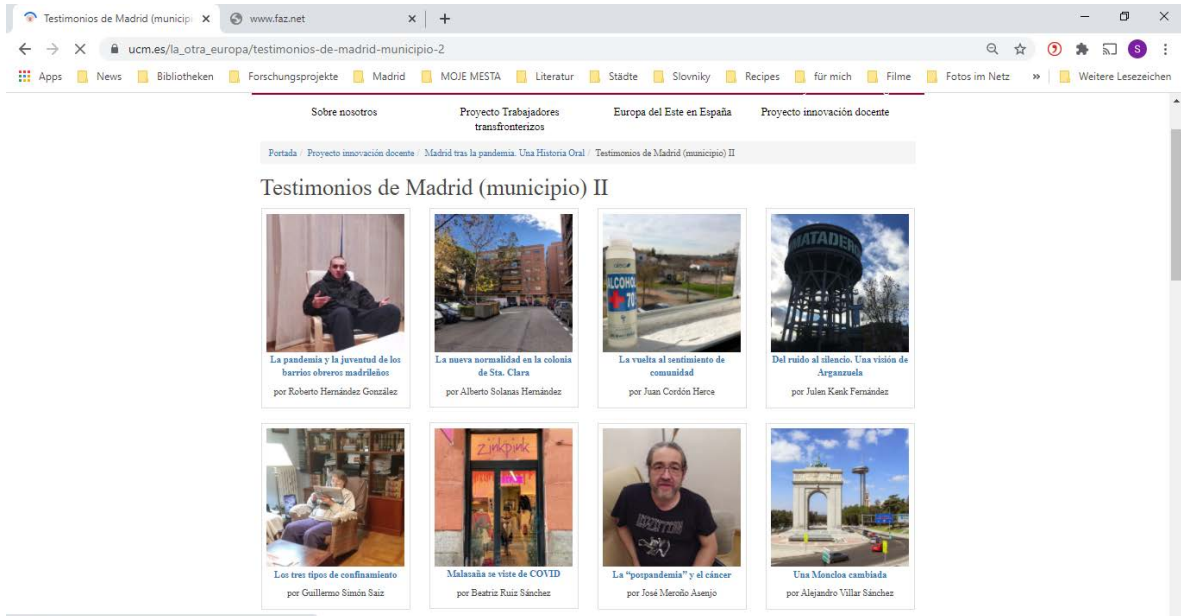 Testimonios de Madrid (municip
www.faz.net
ucm.es/la_otra_europa/testimonios-de-madrid-municipio-2
S
Apps News Bibliotheken Forschungsprojekte Madrid MOJE MESTA Literatur Städte Slovniky Recipes für mich Filme Fotos im Netz » Weitere Lesezeichen
Sobre nosotros
Proyecto Trabajadores
transfronterizos
Europa del Este en España
Proyecto innovación docente
Portada / Proyecto innovación docente / Madrid tras la pandemia. Una Historia Oral / Testimonios de Madrid (municipio) II
Testimonios de Madrid (municipio) II
La pandemia y la juventud de los
barrios obreros madrileños
por Roberto Hernández González
La nueva normalidad en la colonia
de Sta. Clara
por Alberto Solanas Hernández
ALCOHOL
70
La vuelta al sentimiento de
comunidad
por Juan Cordón Herce
MATADERO
Del ruido al silencio. Una visión de
Arganzuela
por Julen Kenk Fernández
Los tres tipos de confinamiento
por Guillermo Simón Saiz
zinkpink
Malasaña se viste de COVID
por Beatriz Ruiz Sánchez
LED ZEPPELIN
La “pospandemia” y el cáncer
por José Meroño Asenjo
Una Moncloa cambiada
por Alejandro Villar Sánchez